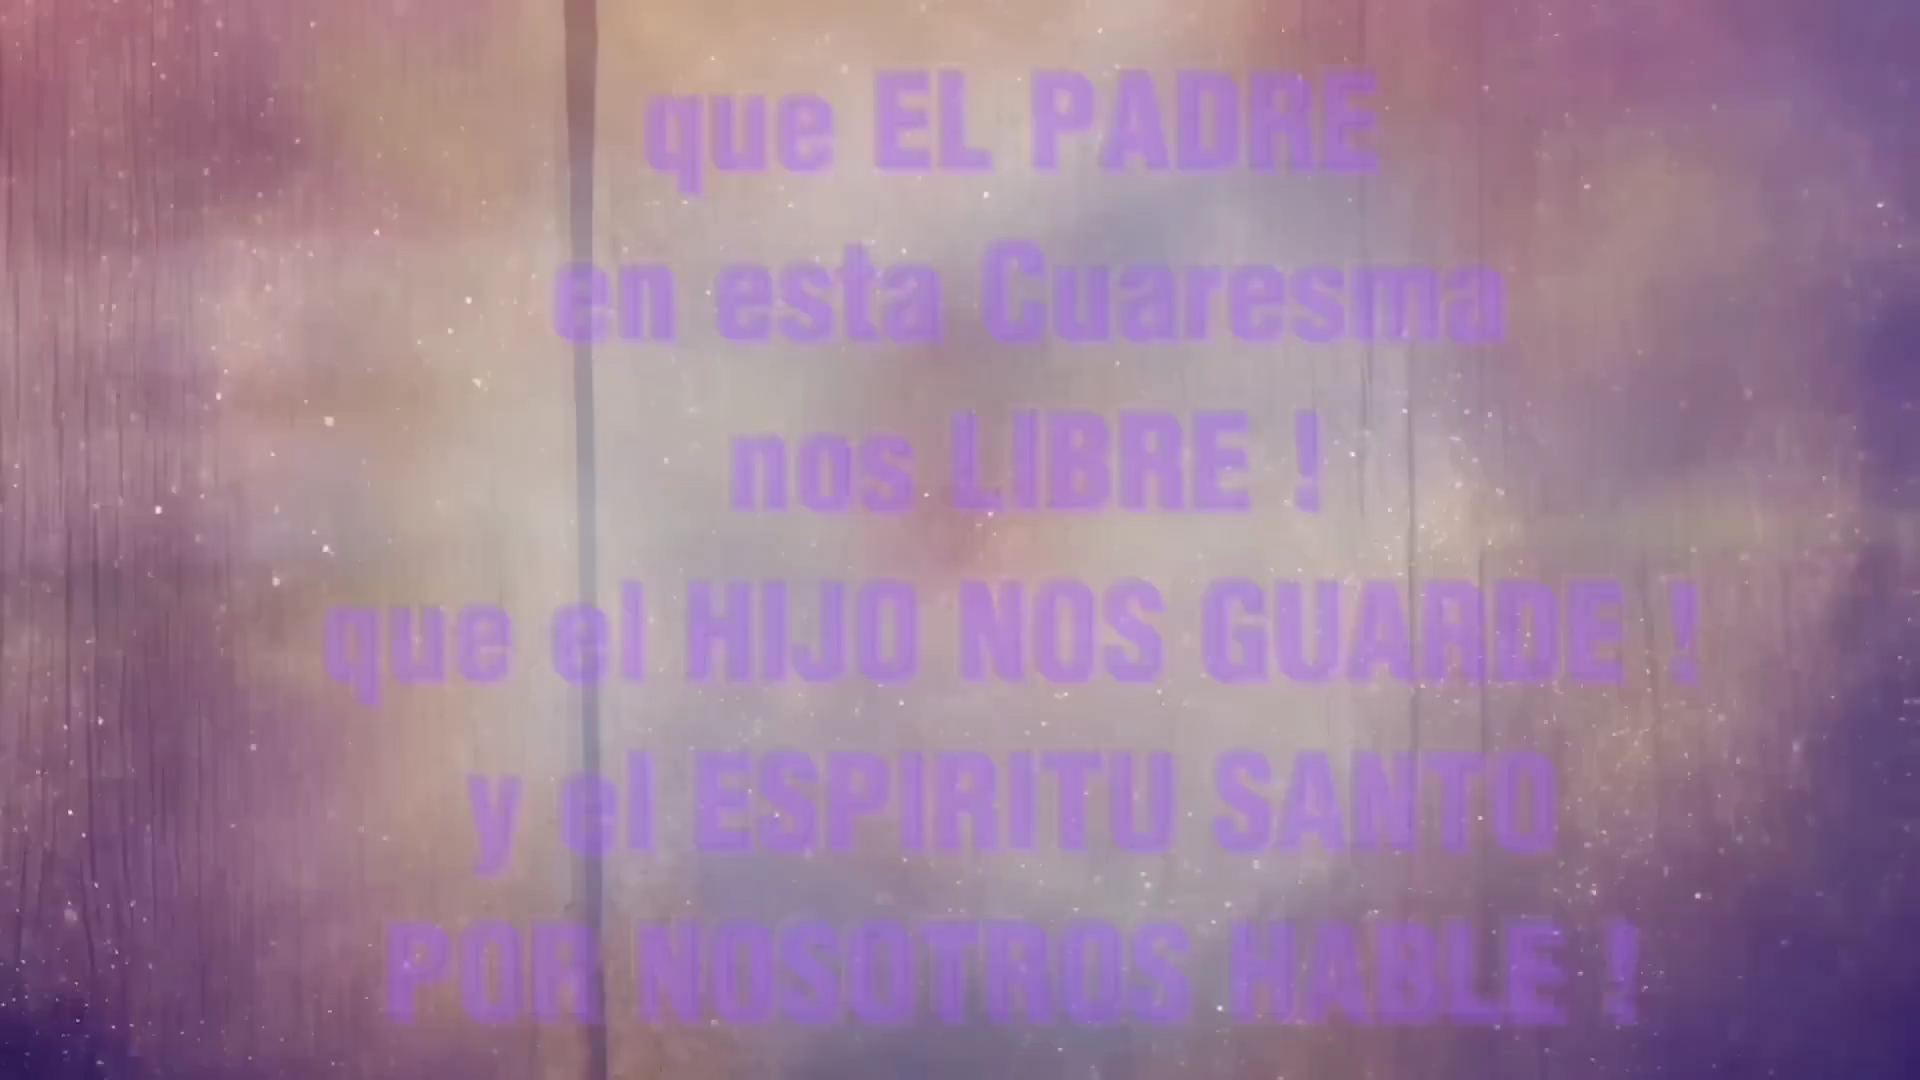 que EL PADRE
en esta Cuaresma
nos LIBRE !
que el HIJO NOS GUARDE !
y el ESPIRITU SANTO
POR NOSOTROS HABLE !